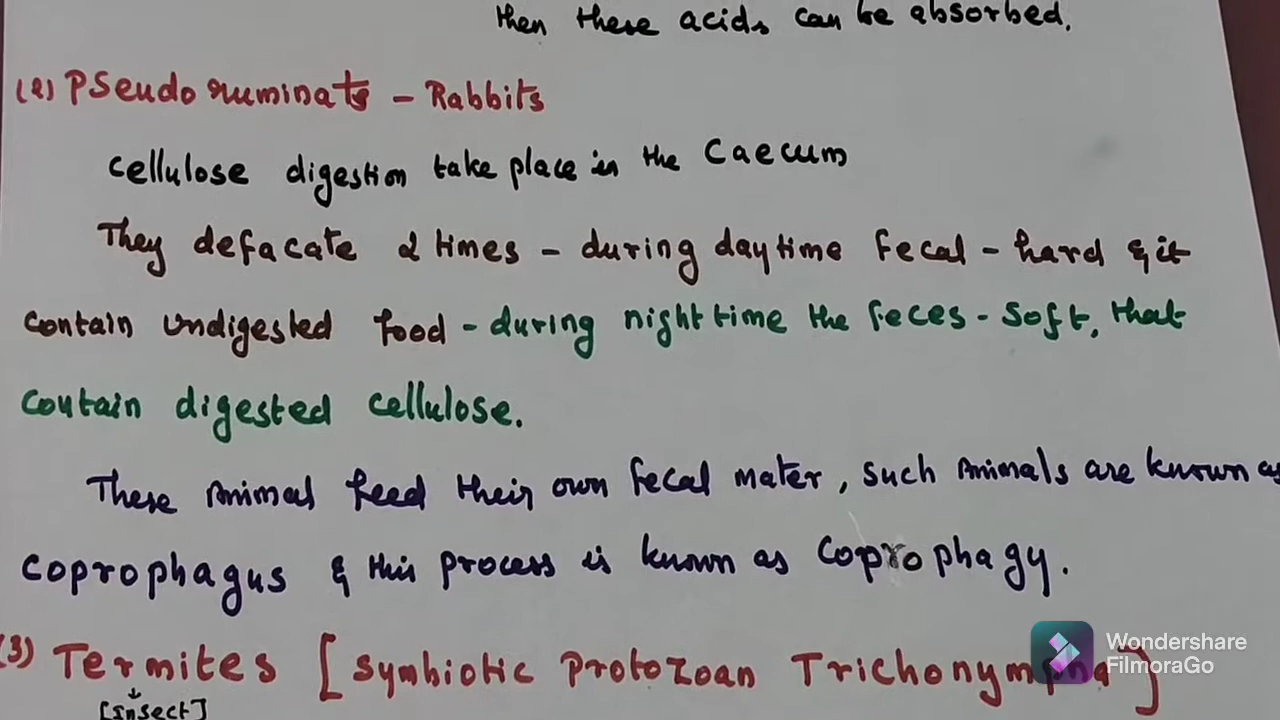 then these acids can be absorbed.
(2) Pseudo ruminats - Rabbits
cellulose digestion take place in the Caecum
They defacate 2 times - during daytime Fecal - hard & it
contain undigested food - during night time the feces - soft, that
contain digested cellulose.
These animal feed their own fecal mater, such animals are known as
coprophagus & this process is known as coprophagy.
(3) Termites [symbiotic protozoan Trichonympha]
[insect]
Wondershare
FilmoraGo